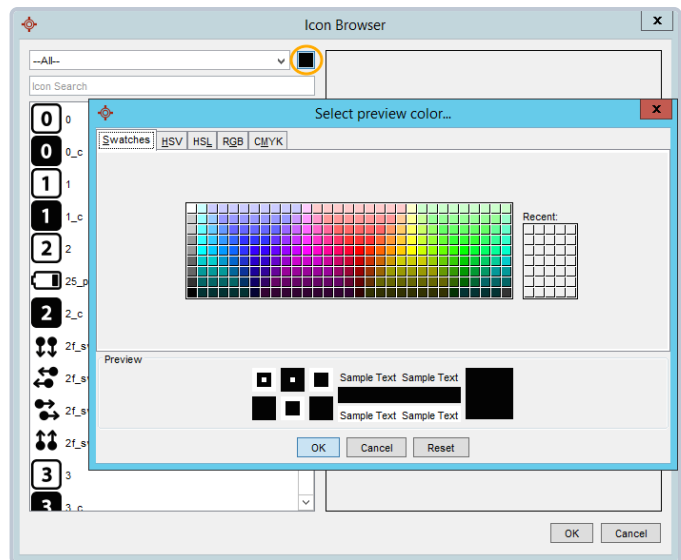 Icon Browser
x
--All--
Icon Search
0 0
0 0_c
1 1
1 1_c
2 2
25_p
2 2_c
2f_s
2f_s
2f_s
2f_s
3 3
3 3_c
Select preview color...
x
Swatches HSV HSL RGB CMYK
Recent:
Preview
Sample Text Sample Text
Sample Text Sample Text
OK Cancel Reset
OK Cancel